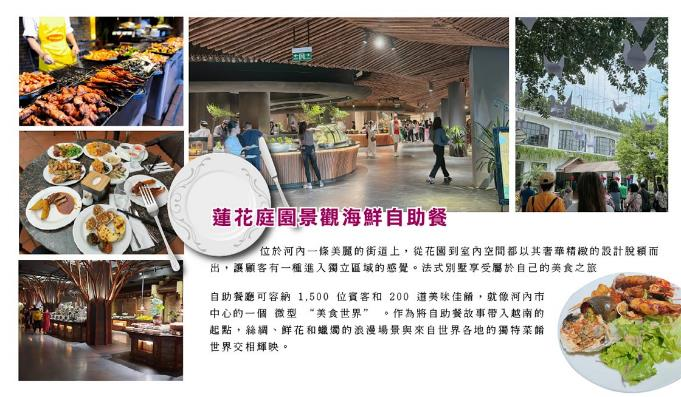 蓮花庭園景觀海鮮自助餐
位於河內一條美麗的街道上，從花園到室內空間都以其奢華精緻的設計脫穎而
出，讓顧客有一種進入獨立區域的感覺。法式別墅享受屬於自己的美食之旅
自助餐廳可容納 1,500 位賓客和 200 道美味佳餚，就像河內市
中心的一個 微型 “美食世界” 。作為將自助餐故事帶入越南的
起點，絲綢、鮮花和蠟燭的浪漫場景與來自世界各地的獨特菜餚
世界交相輝映。